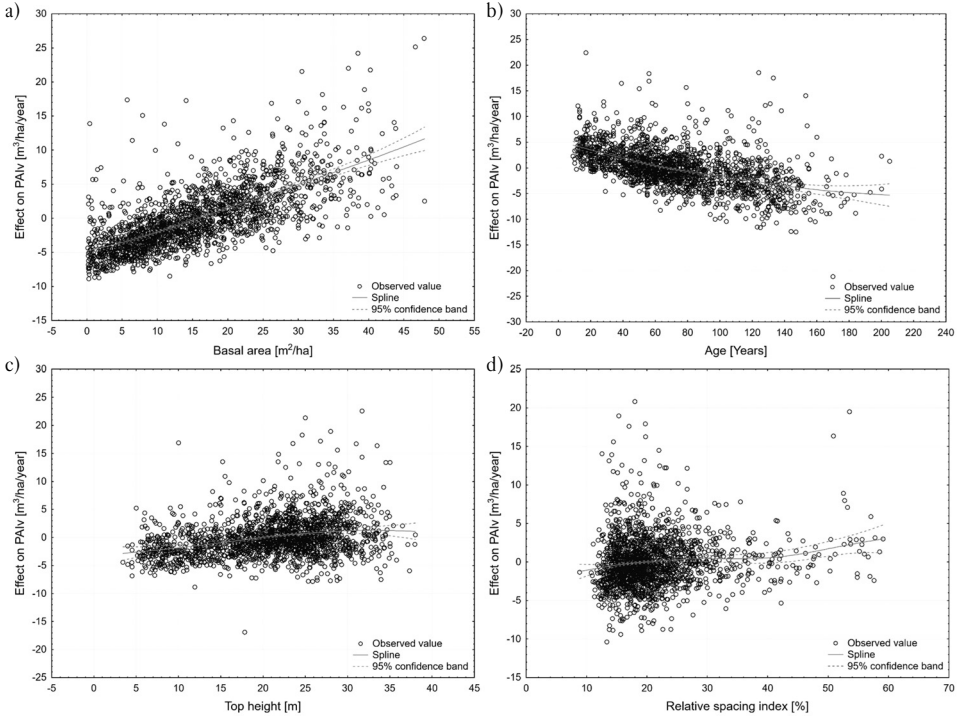 a)
30
25
20
15
10
5
0
-5
-10
-15
Effect on PAIv [m³/ha/year]
-5 0 5 10 15 20 25 30 35 40 45 50 55
Basal area [m²/ha]
Observed value
Spline
95% confidence band
b)
30
25
20
15
10
5
0
-5
-10
-15
-20
-25
-30
Effect on PAIv [m³/ha/year]
-20 0 20 40 60 80 100 120 140 160 180 200 220 240
Age [Years]
Observed value
Spline
95% confidence band
c)
30
25
20
15
10
5
0
-5
-10
-15
-20
-25
Effect on PAIv [m³/ha/year]
-5 0 5 10 15 20 25 30 35 40 45
Top height [m]
Observed value
Spline
95% confidence band
d)
25
20
15
10
5
0
-5
-10
-15
Effect on PAIv [m³/ha/year]
0 10 20 30 40 50 60 70
Relative spacing index [%]
Observed value
Spline
95% confidence band